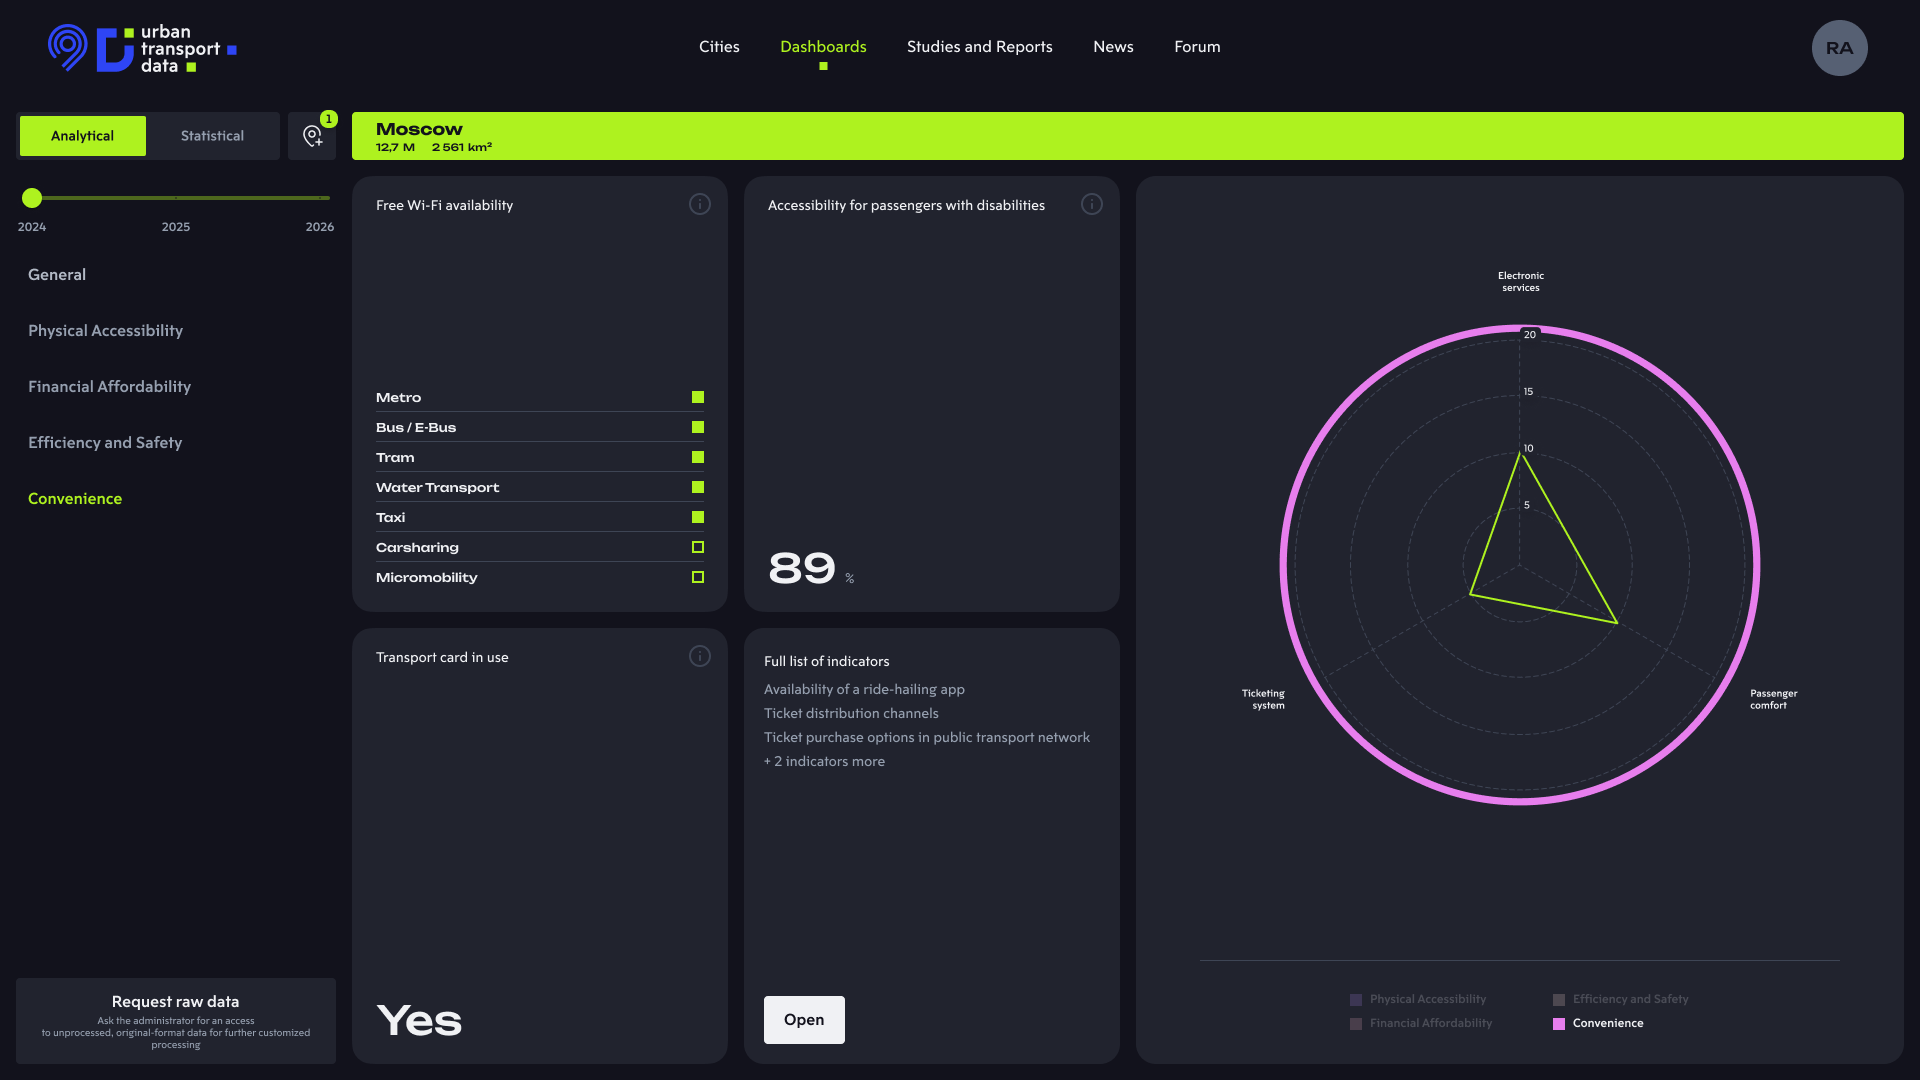 urban
transport
data
Cities
Dashboards
Studies and Reports
News
Forum
RA
Analytical
Statistical
1
Moscow
12,7 M 2 561 km²
2024
2025
2026
General
Physical Accessibility
Financial Affordability
Efficiency and Safety
Convenience
Request raw data
Ask the administrator for an access
to unprocessed, original-format data for further customized
processing
Free Wi-Fi availability
Metro
Bus / E-Bus
Tram
Water Transport
Taxi
Carsharing
Micromobility
Accessibility for passengers with disabilities
89 %
Transport card in use
Yes
Full list of indicators
Availability of a ride-hailing app
Ticket distribution channels
Ticket purchase options in public transport network
+ 2 indicators more
Open
Electronic
services
20
15
10
5
Ticketing
system
Passenger
comfort
Physical Accessibility
Efficiency and Safety
Financial Affordability
Convenience